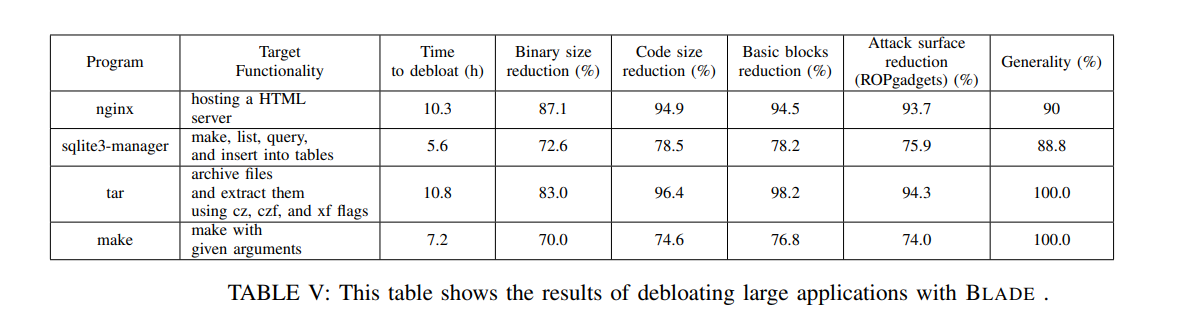 Program
Target
Functionality
Time
to debloat (h)
Binary size
reduction (%)
Code size
reduction (%)
Basic blocks
reduction (%)
Attack surface
reduction
(ROPgadgets) (%)
Generality (%)
nginx
hosting a HTML
server
10.3
87.1
94.9
94.5
93.7
90
sqlite3-manager
make, list, query,
and insert into tables
5.6
72.6
78.5
78.2
75.9
88.8
tar
archive files
and extract them
using cz, czf, and xf flags
10.8
83.0
96.4
98.2
94.3
100.0
make
make with
given arguments
7.2
70.0
74.6
76.8
74.0
100.0
TABLE V: This table shows the results of debloating large applications with BLADE .